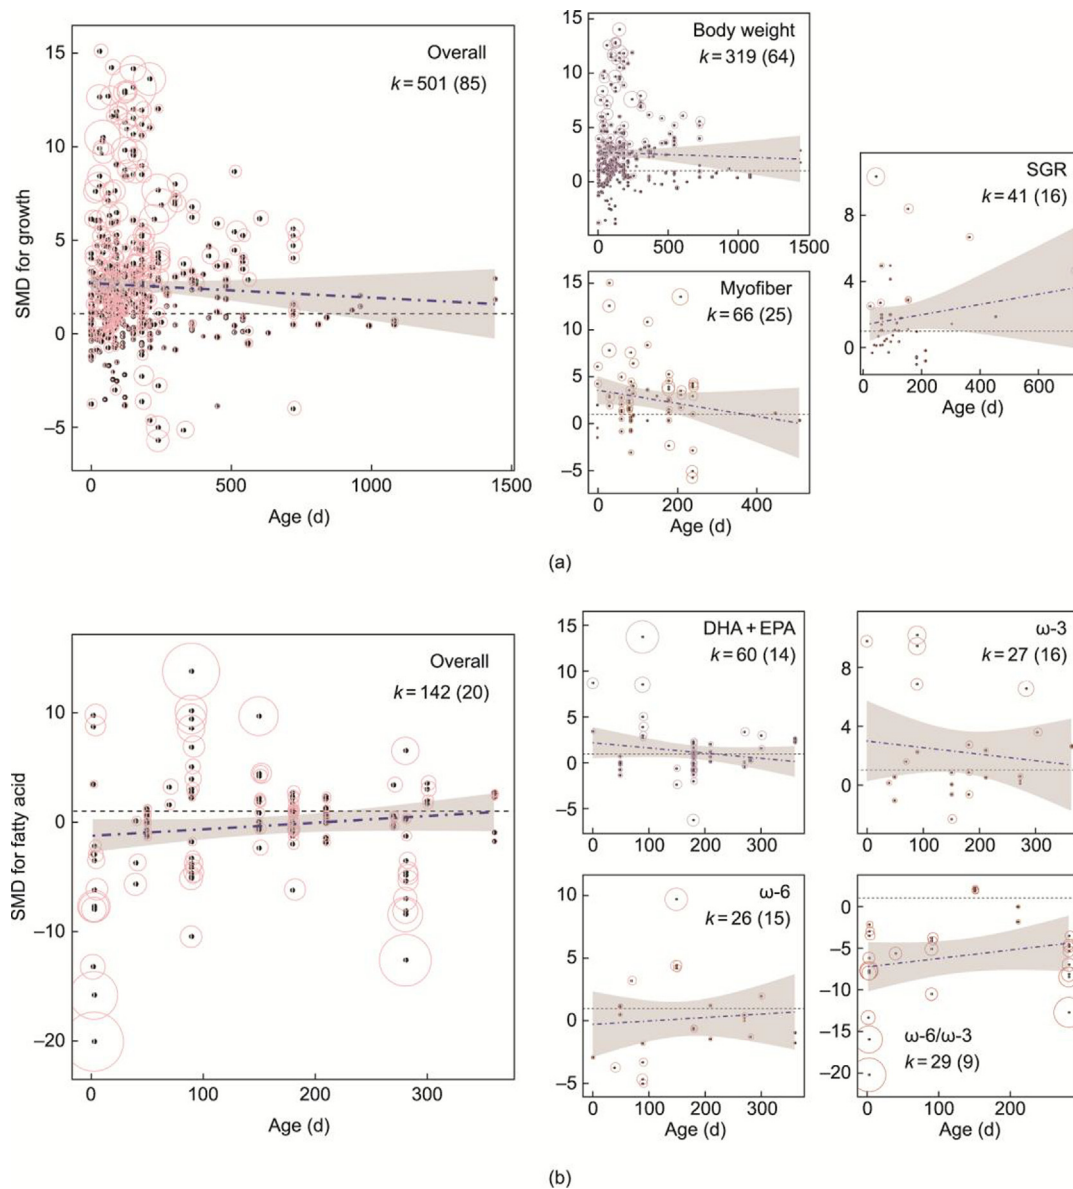 Overall
k = 501 (85)
SMD for growth
15
10
5
0
–5
0
500
1000
1500
Age (d)
Body weight
k = 319 (64)
15
10
5
0
0
500
1000
1500
Myofiber
k = 66 (25)
15
10
5
0
–5
0
200
400
Age (d)
SGR
k = 41 (16)
8
4
0
0
200
400
600
Age (d)
(a)
Overall
k = 142 (20)
SMD for fatty acid
10
0
–10
–20
0
100
200
300
Age (d)
DHA + EPA
k = 60 (14)
15
10
5
0
–5
0
100
200
300
ω-3
k = 27 (16)
8
4
0
0
100
200
300
ω-6
k = 26 (15)
10
5
0
–5
0
100
200
300
Age (d)
ω-6/ω-3
k = 29 (9)
0
–5
–10
–15
–20
0
100
200
Age (d)
(b)